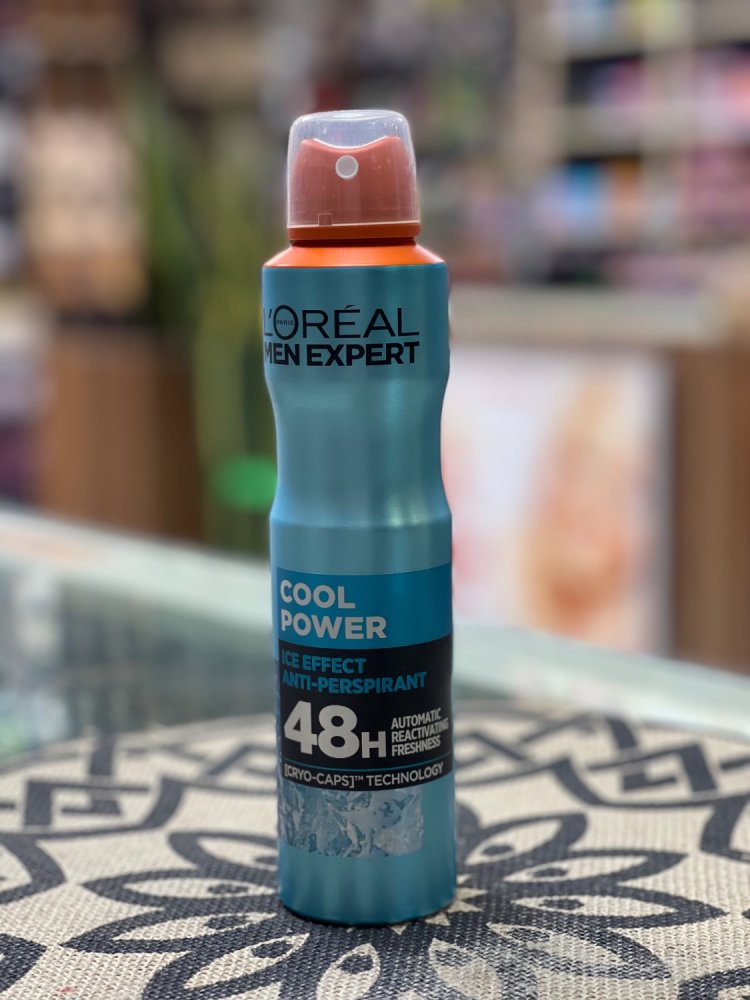 L'ORÉAL
PARIS
MEN EXPERT
COOL
POWER
ICE EFFECT
ANTI-PERSPIRANT
48H
AUTOMATIC
REACTIVATING
FRESHNESS
[CRYO-CAPS]™ TECHNOLOGY